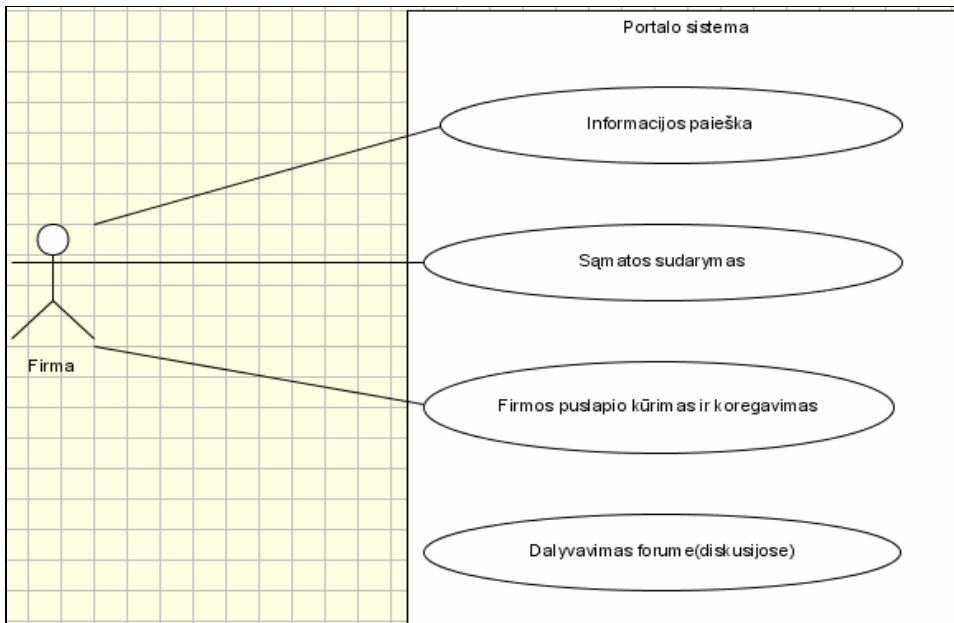 Portalo sistema
Informacijos paieška
Sąmatos sudarymas
Firma
Firmos puslapio kūrimas ir koregavimas
Dalyvavimas forume(diskusijose)